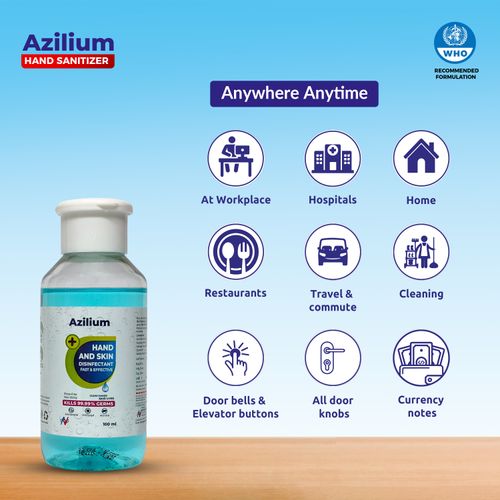 Azilium
HAND SANITIZER
WHO
RECOMMENDED
FORMULATION
Anywhere Anytime
At Workplace
Hospitals
Home
Restaurants
Travel &
commute
Cleaning
Door bells &
Elevator buttons
All door
knobs
Currency
notes
Azilium
HAND
AND SKIN
DISINFECTANT
FAST & EFFECTIVE
KILLS 99.99% GERMS
100 ml